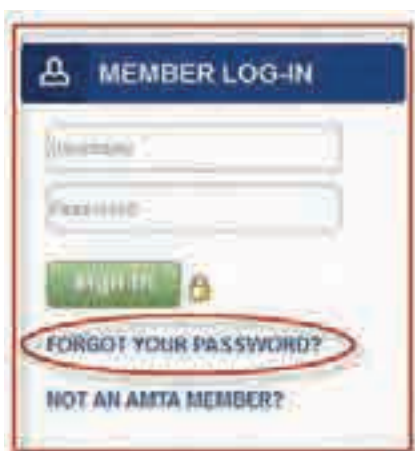 MEMBER LOG-IN
Username
Password
SIGN IN
FORGOT YOUR PASSWORD?
NOT AN AMTA MEMBER?